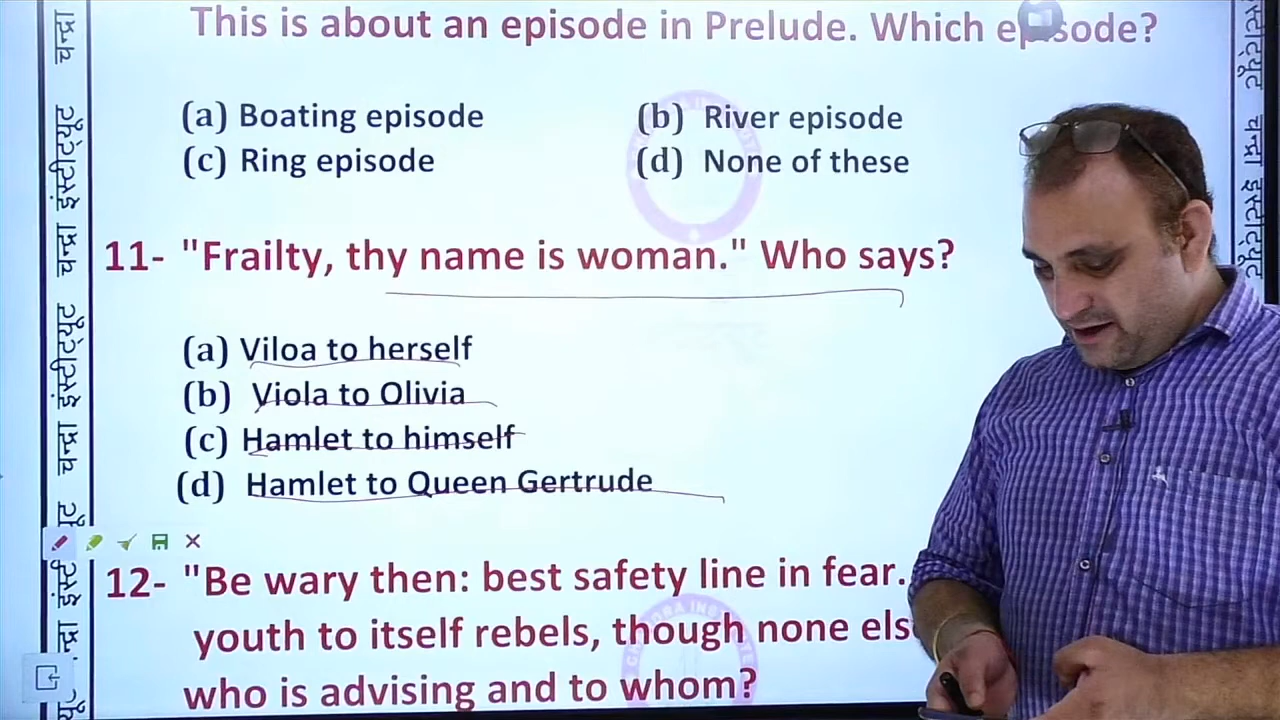 This is about an episode in Prelude. Which episode?
(a) Boating episode
(b) River episode
(c) Ring episode
(d) None of these
11- "Frailty, thy name is woman." Who says?
(a) Viloa to herself
(b) Viola to Olivia
(c) Hamlet to himself
(d) Hamlet to Queen Gertrude
12- "Be wary then: best safety line in fear.
youth to itself rebels, though none els
who is advising and to whom?
चन्द्रा इंस्टीट्यूट चन्द्रा इंस्टीट्यूट
चन्द्रा इंस्टीट्यूट